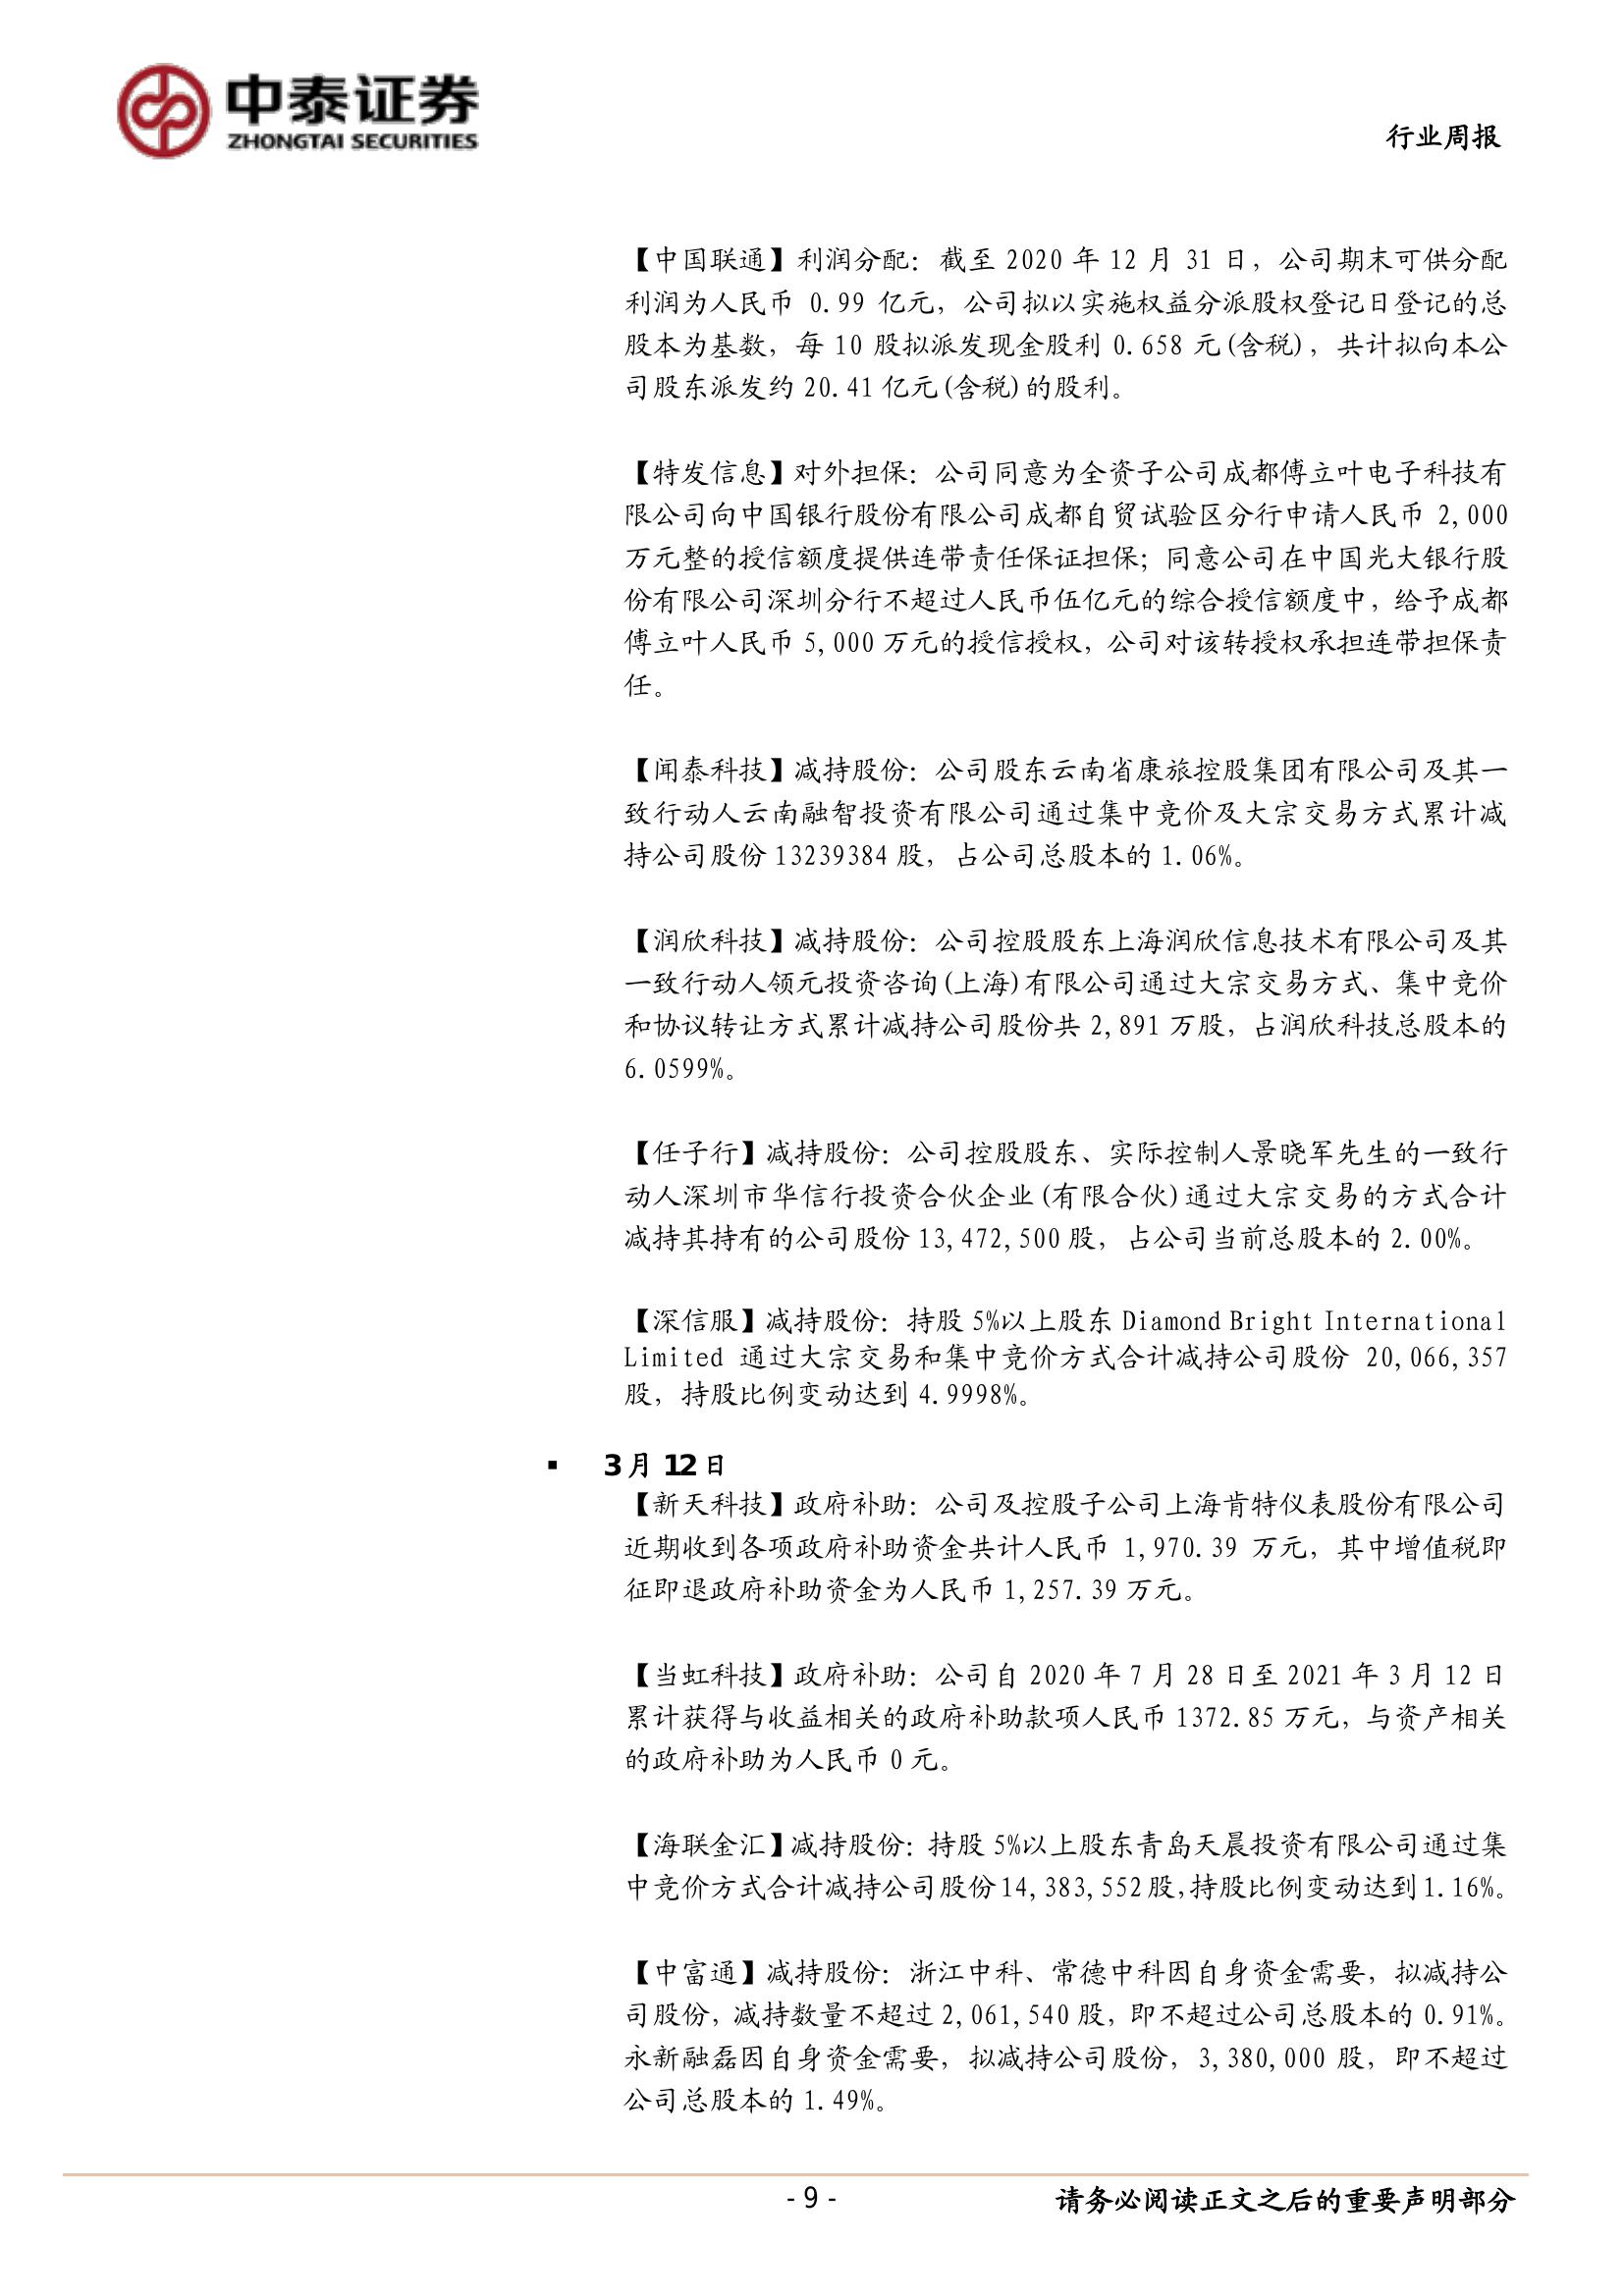 中泰证券
ZHONGTAI SECURITIES
行业周报
【中国联通】利润分配：截至 2020 年 12 月 31 日，公司期末可供分配
利润为人民币 0.99 亿元，公司拟以实施权益分派股权登记日登记的总
股本为基数，每 10 股拟派发现金股利 0.658 元(含税)，共计拟向本公
司股东派发约 20.41 亿元(含税)的股利。
【特发信息】对外担保：公司同意为全资子公司成都傅立叶电子科技有
限公司向中国银行股份有限公司成都自贸试验区分行申请人民币 2,000
万元整的授信额度提供连带责任保证担保；同意公司在中国光大银行股
份有限公司深圳分行不超过人民币伍亿元的综合授信额度中，给予成都
傅立叶人民币 5,000 万元的授信授权，公司对该转授权承担连带担保责
任。
【闻泰科技】减持股份：公司股东云南省康旅控股集团有限公司及其一
致行动人云南融智投资有限公司通过集中竞价及大宗交易方式累计减
持公司股份 13239384 股，占公司总股本的 1.06%。
【润欣科技】减持股份：公司控股股东上海润欣信息技术有限公司及其
一致行动人领元投资咨询(上海)有限公司通过大宗交易方式、集中竞价
和协议转让方式累计减持公司股份共 2,891 万股，占润欣科技总股本的
6.0599%。
【任子行】减持股份：公司控股股东、实际控制人景晓军先生的一致行
动人深圳市华信行投资合伙企业(有限合伙)通过大宗交易的方式合计
减持其持有的公司股份 13,472,500 股，占公司当前总股本的 2.00%。
【深信服】减持股份：持股 5%以上股东 Diamond Bright International
Limited 通过大宗交易和集中竞价方式合计减持公司股份 20,066,357
股，持股比例变动达到 4.9998%。
▪ 3 月 12 日
【新天科技】政府补助：公司及控股子公司上海肯特仪表股份有限公司
近期收到各项政府补助资金共计人民币 1,970.39 万元，其中增值税即
征即退政府补助资金为人民币 1,257.39 万元。
【当虹科技】政府补助：公司自 2020 年 7 月 28 日至 2021 年 3 月 12 日
累计获得与收益相关的政府补助款项人民币 1372.85 万元，与资产相关
的政府补助为人民币 0 元。
【海联金汇】减持股份：持股 5%以上股东青岛天晨投资有限公司通过集
中竞价方式合计减持公司股份14,383,552股，持股比例变动达到1.16%。
【中富通】减持股份：浙江中科、常德中科因自身资金需要，拟减持公
司股份，减持数量不超过 2,061,540 股，即不超过公司总股本的 0.91%。
永新融磊因自身资金需要，拟减持公司股份，3,380,000 股，即不超过
公司总股本的 1.49%。
- 9 -
请务必阅读正文之后的重要声明部分